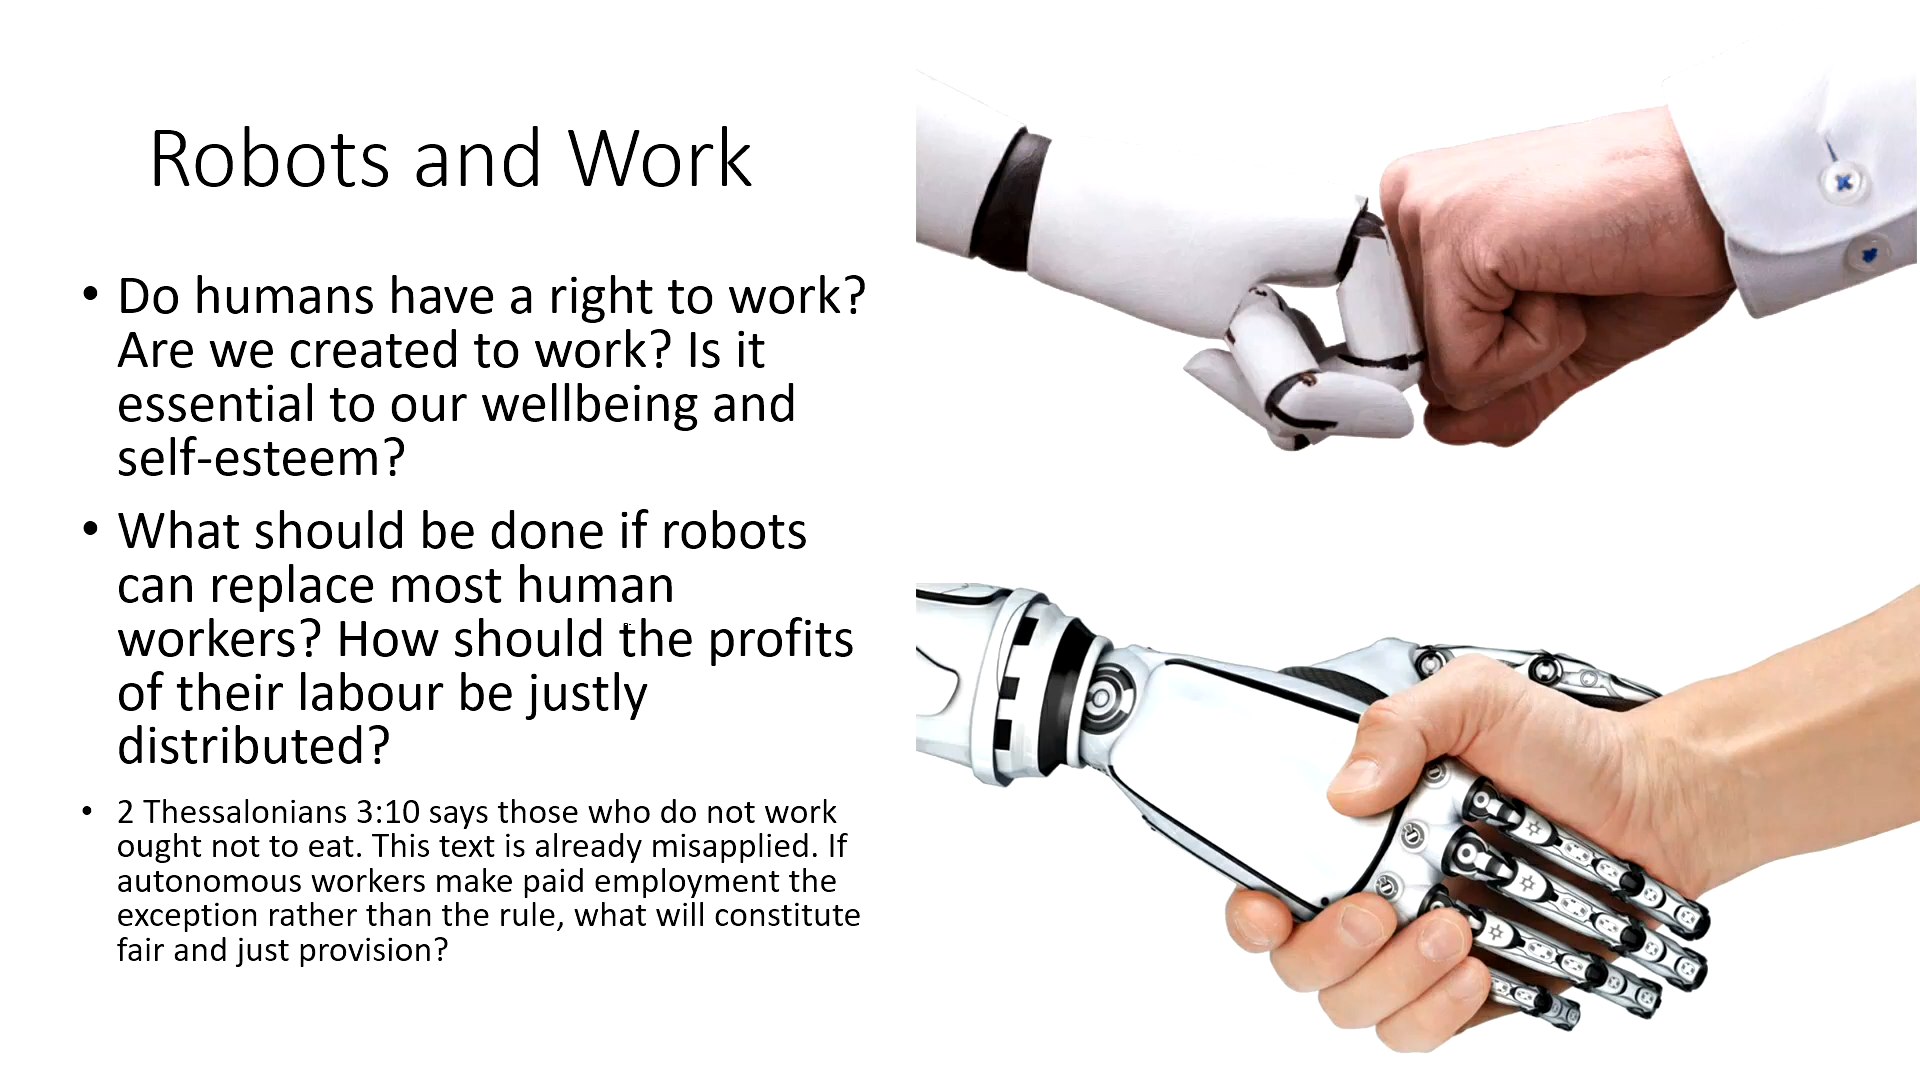 Robots and Work
• Do humans have a right to work?
Are we created to work? Is it
essential to our wellbeing and
self-esteem?
• What should be done if robots
can replace most human
workers? How should the profits
of their labour be justly
distributed?
• 2 Thessalonians 3:10 says those who do not work
ought not to eat. This text is already misapplied. If
autonomous workers make paid employment the
exception rather than the rule, what will constitute
fair and just provision?